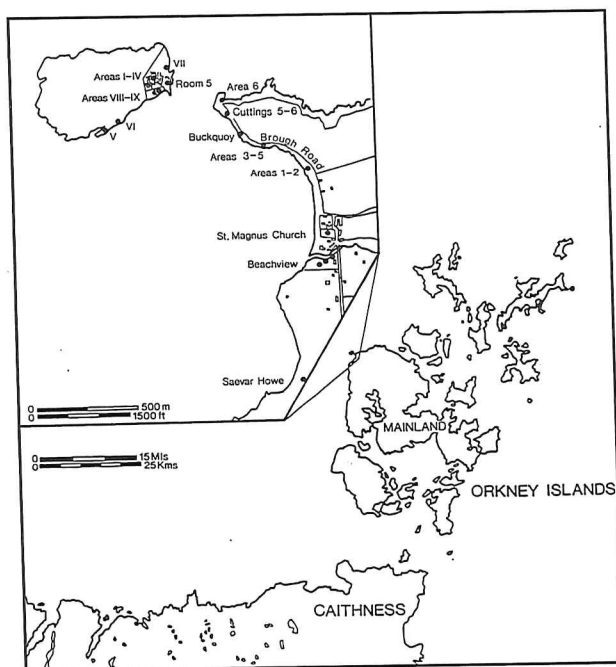 VII
Areas I-IV
Room 5
Areas VIII-IX
VI
V
Area 6
Cuttings 5-6
Buckquoy
Brough Road
Areas 3-5
Areas 1-2
St. Magnus Church
Beachview
Saevar Howe
0 500 m
0 1500 ft
0 15 Mls
0 25 Kms
MAINLAND
ORKNEY ISLANDS
CAITHNESS